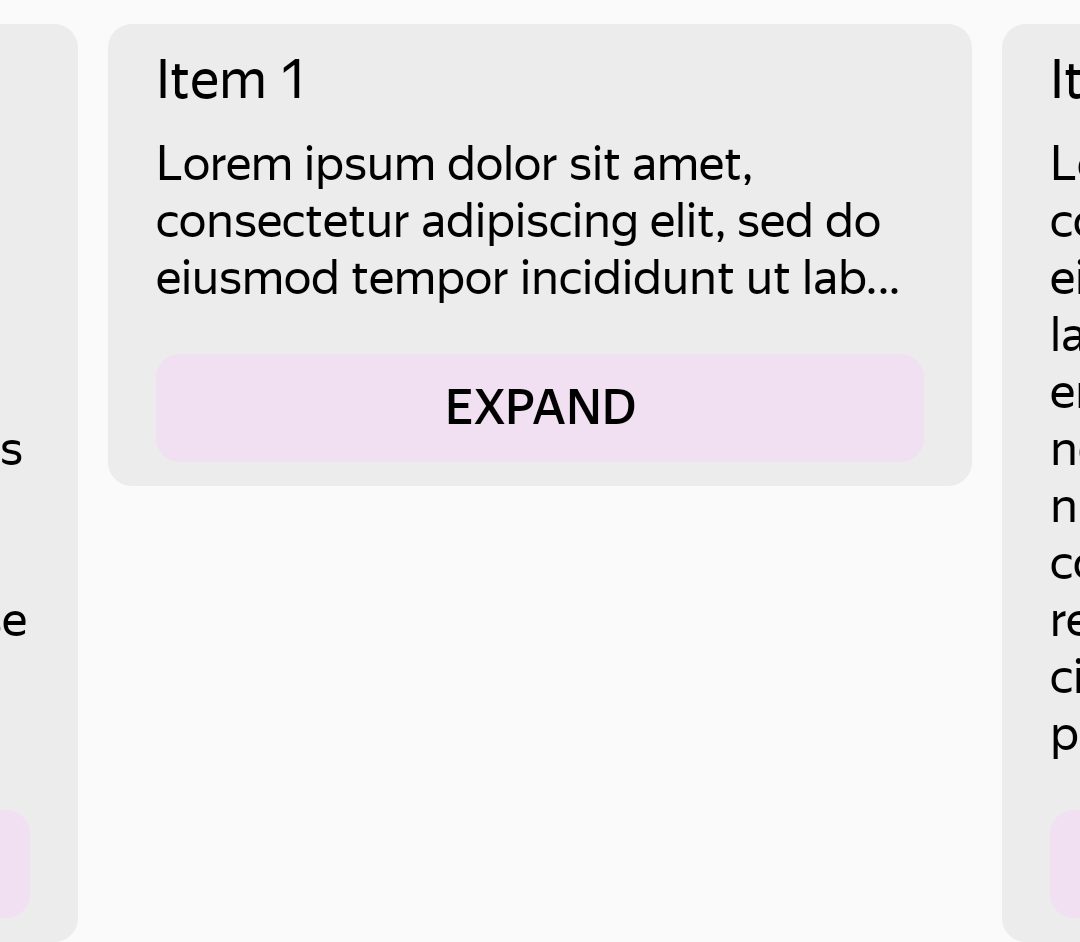 Item 1
Lorem ipsum dolor sit amet,
consectetur adipiscing elit, sed do
eiusmod tempor incididunt ut lab...
EXPAND